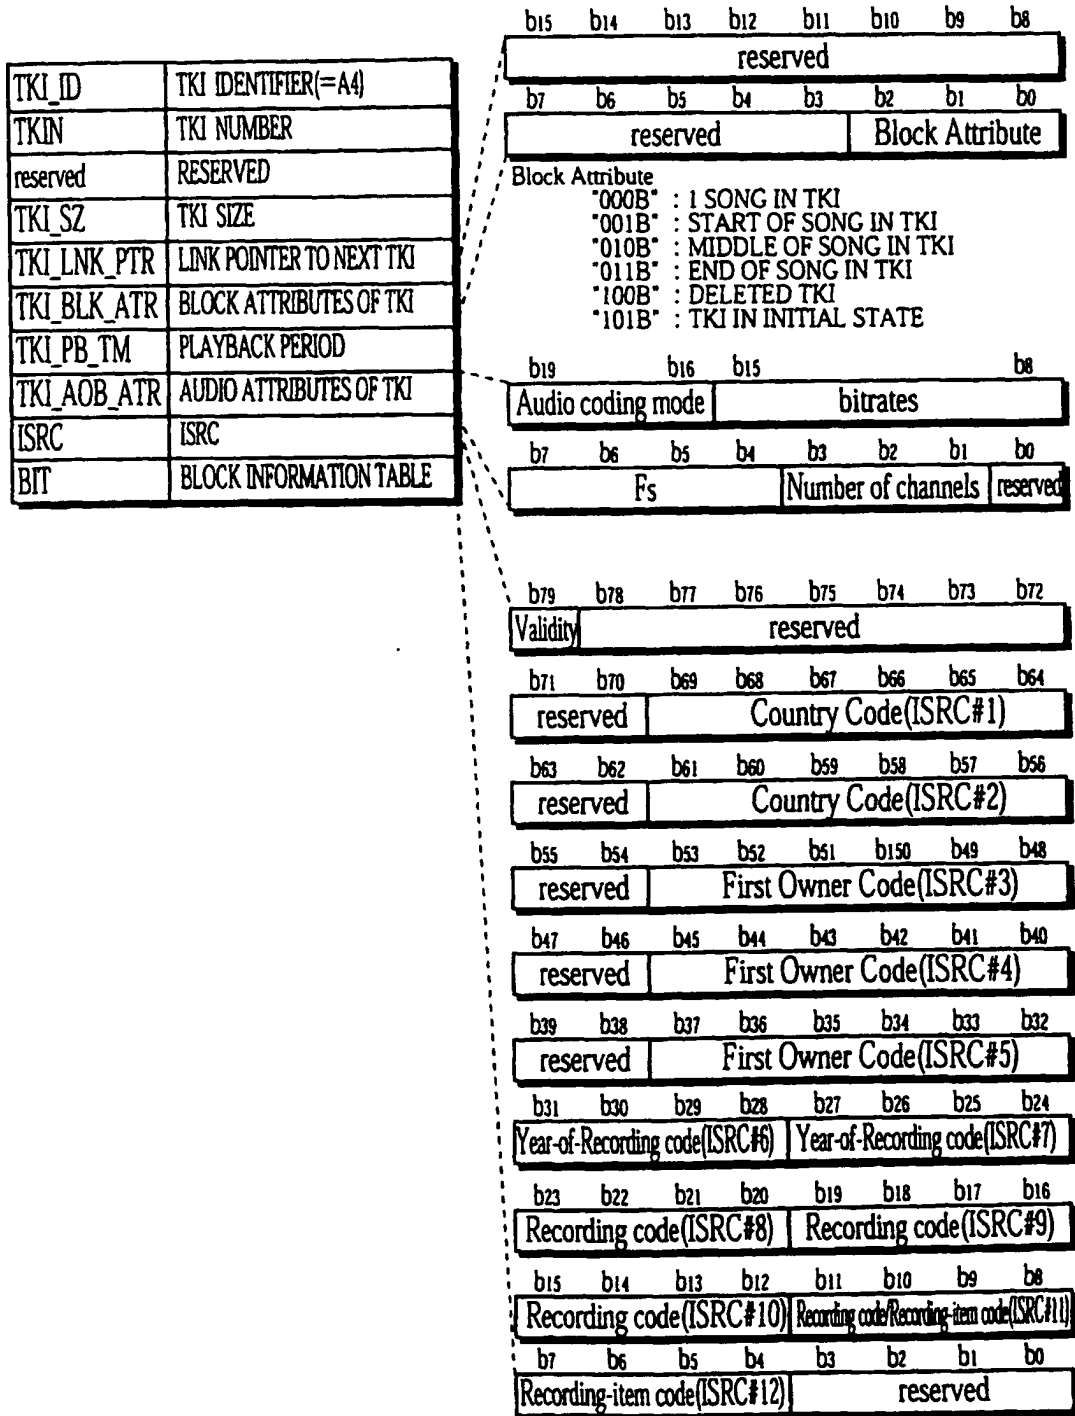 TKI_ID TKI IDENTIFIER(=A4)
TKIN TKI NUMBER
reserved RESERVED
TKI_SZ TKI SIZE
TKI_LNK_PTR LINK POINTER TO NEXT TKI
TKI_BLK_ATR BLOCK ATTRIBUTES OF TKI
TKI_PB_TM PLAYBACK PERIOD
TKI_AOB_ATR AUDIO ATTRIBUTES OF TKI
ISRC ISRC
BIT BLOCK INFORMATION TABLE
b15 b14 b13 b12 b11 b10 b9 b8
reserved
b7 b6 b5 b4 b3 b2 b1 b0
reserved Block Attribute
Block Attribute
"000B" : 1 SONG IN TKI
"001B" : START OF SONG IN TKI
"010B" : MIDDLE OF SONG IN TKI
"011B" : END OF SONG IN TKI
"100B" : DELETED TKI
"101B" : TKI IN INITIAL STATE
b19 b16 b15 b8
Audio coding mode bitrates
b7 b6 b5 b4 b3 b2 b1 b0
Fs Number of channels reserved
b79 b78 b77 b76 b75 b74 b73 b72
Validity reserved
b71 b70 b69 b68 b67 b66 b65 b64
reserved Country Code(ISRC#1)
b63 b62 b61 b60 b59 b58 b57 b56
reserved Country Code(ISRC#2)
b55 b54 b53 b52 b51 b150 b49 b48
reserved First Owner Code(ISRC#3)
b47 b46 b45 b44 b43 b42 b41 b40
reserved First Owner Code(ISRC#4)
b39 b38 b37 b36 b35 b34 b33 b32
reserved First Owner Code(ISRC#5)
b31 b30 b29 b28 b27 b26 b25 b24
Year-of-Recording code(ISRC#6) Year-of-Recording code(ISRC#7)
b23 b22 b21 b20 b19 b18 b17 b16
Recording code(ISRC#8) Recording code(ISRC#9)
b15 b14 b13 b12 b11 b10 b9 b8
Recording code(ISRC#10) Recording code/Recording-item code(ISRC#11)
b7 b6 b5 b4 b3 b2 b1 b0
Recording-item code(ISRC#12) reserved